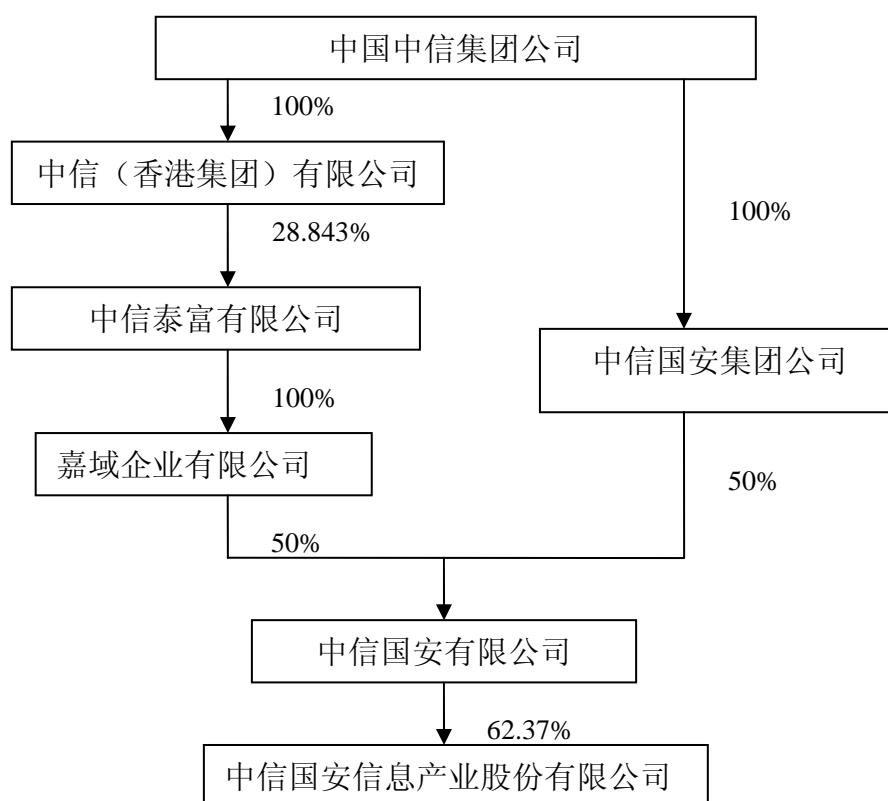 中国中信集团公司
100%
中信（香港集团）有限公司
28.843%
100%
中信泰富有限公司
中信国安集团公司
100%
嘉域企业有限公司
50%
50%
中信国安有限公司
62.37%
中信国安信息产业股份有限公司